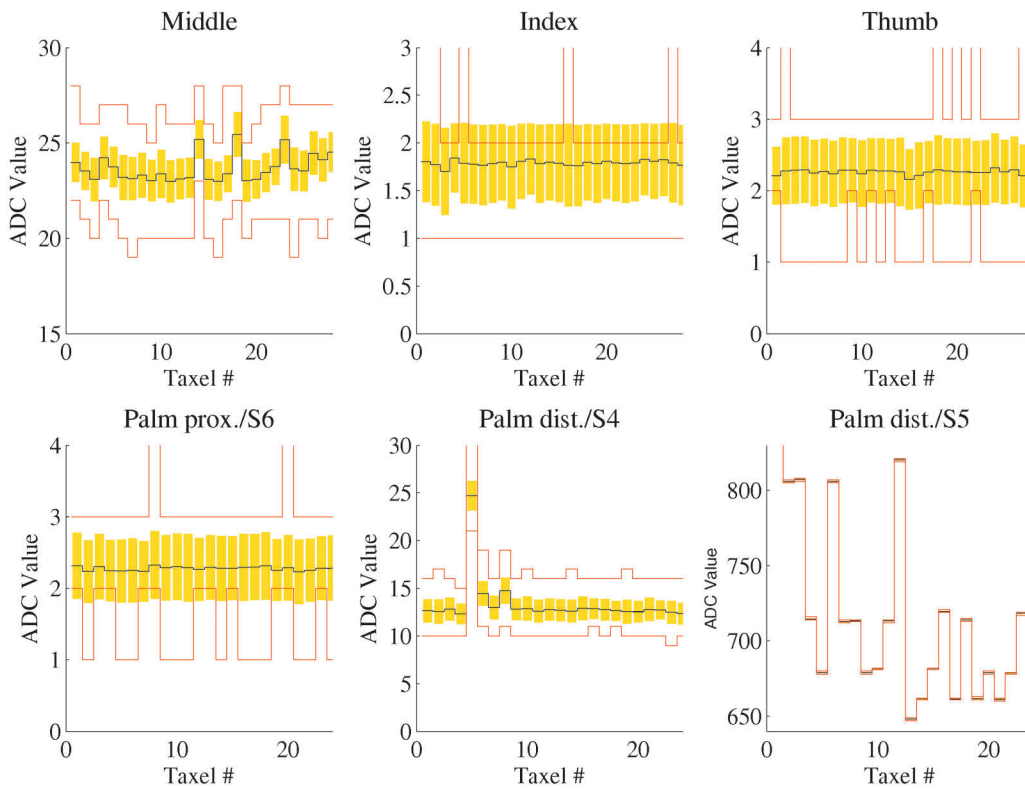 Middle
30
25
20
15
ADC Value
0
10
20
Taxel #
Index
3
2.5
2
1.5
1
0.5
0
ADC Value
0
10
20
Taxel #
Thumb
4
3
2
1
0
ADC Value
0
10
20
Taxel #
Palm prox./S6
4
3
2
1
0
ADC Value
0
10
20
Taxel #
Palm dist./S4
30
25
20
15
10
5
0
ADC Value
0
10
20
Taxel #
Palm dist./S5
800
750
700
650
ADC Value
0
10
20
Taxel #